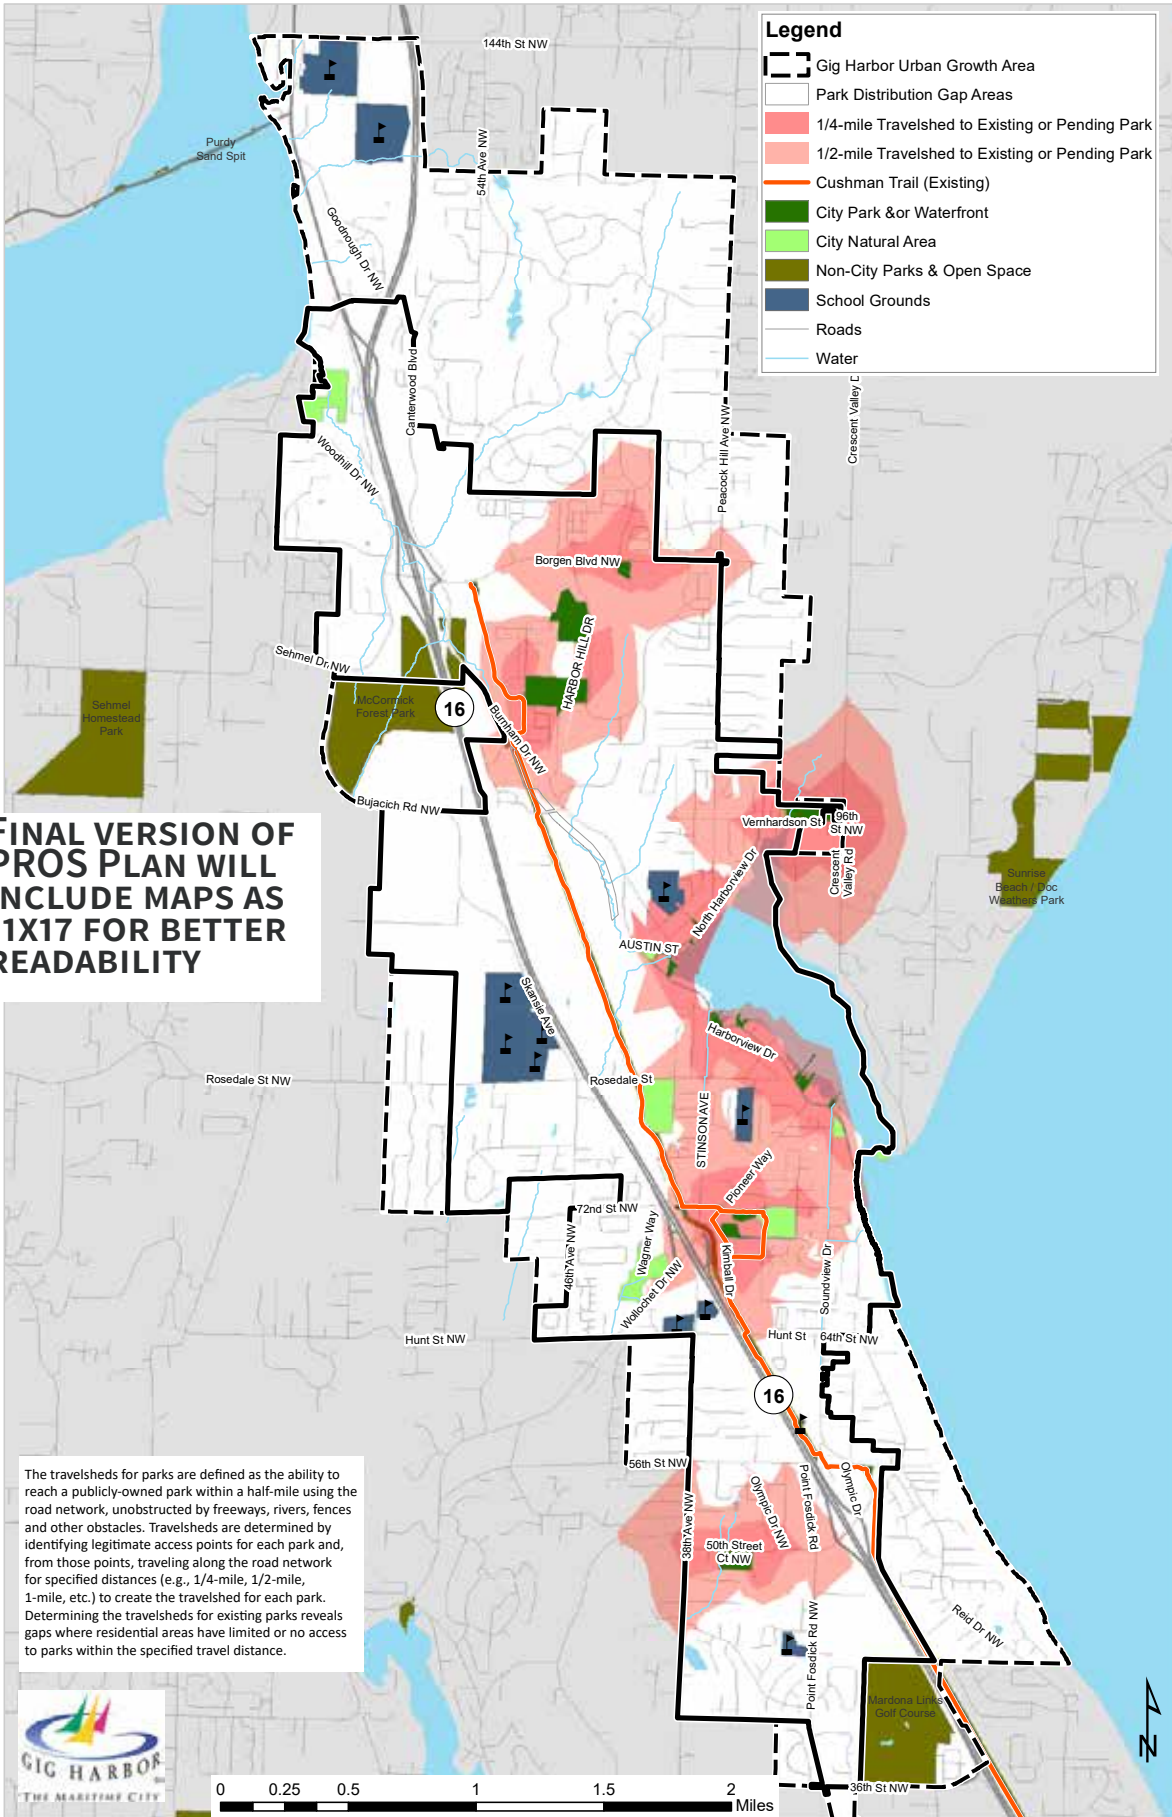 Legend
Gig Harbor Urban Growth Area
Park Distribution Gap Areas
1/4-mile Travelshed to Existing or Pending Park
1/2-mile Travelshed to Existing or Pending Park
Cushman Trail (Existing)
City Park &or Waterfront
City Natural Area
Non-City Parks & Open Space
School Grounds
Roads
Water
144th St NW
Purdy
Sand Spit
54th Ave NW
Goodnough Dr NW
Canterwood Blvd
Peacock Hill Ave NW
Crescent Valley D
Woodhill Dr NW
Borgen Blvd NW
HARBOR HILL DR
Sehmel Dr NW
McCormick
Forest Park
16
Burnham Dr NW
Sehmel
Homestead
Park
Bujacich Rd NW
Vernhardson St
96th
St NW
Crescent
Valley Rd
North Harborview Dr
Sunrise
Beach / Doc
Weathers Park
FINAL VERSION OF
PROS PLAN WILL
INCLUDE MAPS AS
11X17 FOR BETTER
READABILITY
AUSTIN ST
Skansie Ave
Harborview Dr
Rosedale St NW
Rosedale St
STINSON AVE
Pioneer Way
72nd St NW
46th Ave NW
Wagner Way
Wollochet Dr NW
Kimball Dr
Soundview Dr
Hunt St NW
Hunt St
64th St NW
16
56th St NW
38th Ave NW
Olympic Dr NW
Point Fosdick Rd
Olympic Dr
50th Street
Ct NW
Point Fosdick Rd NW
Reid Dr NW
Mardona Links
Golf Course
36th St NW
The travelsheds for parks are defined as the ability to
reach a publicly-owned park within a half-mile using the
road network, unobstructed by freeways, rivers, fences
and other obstacles. Travelsheds are determined by
identifying legitimate access points for each park and,
from those points, traveling along the road network
for specified distances (e.g., 1/4-mile, 1/2-mile,
1-mile, etc.) to create the travelshed for each park.
Determining the travelsheds for existing parks reveals
gaps where residential areas have limited or no access
to parks within the specified travel distance.
GIG HARBOR
THE MARITIME CITY
0 0.25 0.5 1 1.5 2
Miles
N